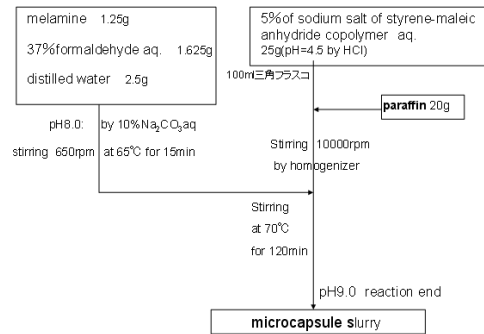 melamine 1.25g
37%formaldehyde aq. 1.625g
distilled water 2.5g
5%of sodium salt of styrene-maleic
anhydride copolymer aq.
25g(pH=4.5 by HCl)
100ml三角フラスコ
paraffin 20g
pH8.0: by 10%Na₂CO₃aq
stirring 650rpm at 65℃ for 15min
Stirring 10000rpm
by homogenizer
Stirring
at 70℃
for 120min
pH9.0 reaction end
microcapsule slurry